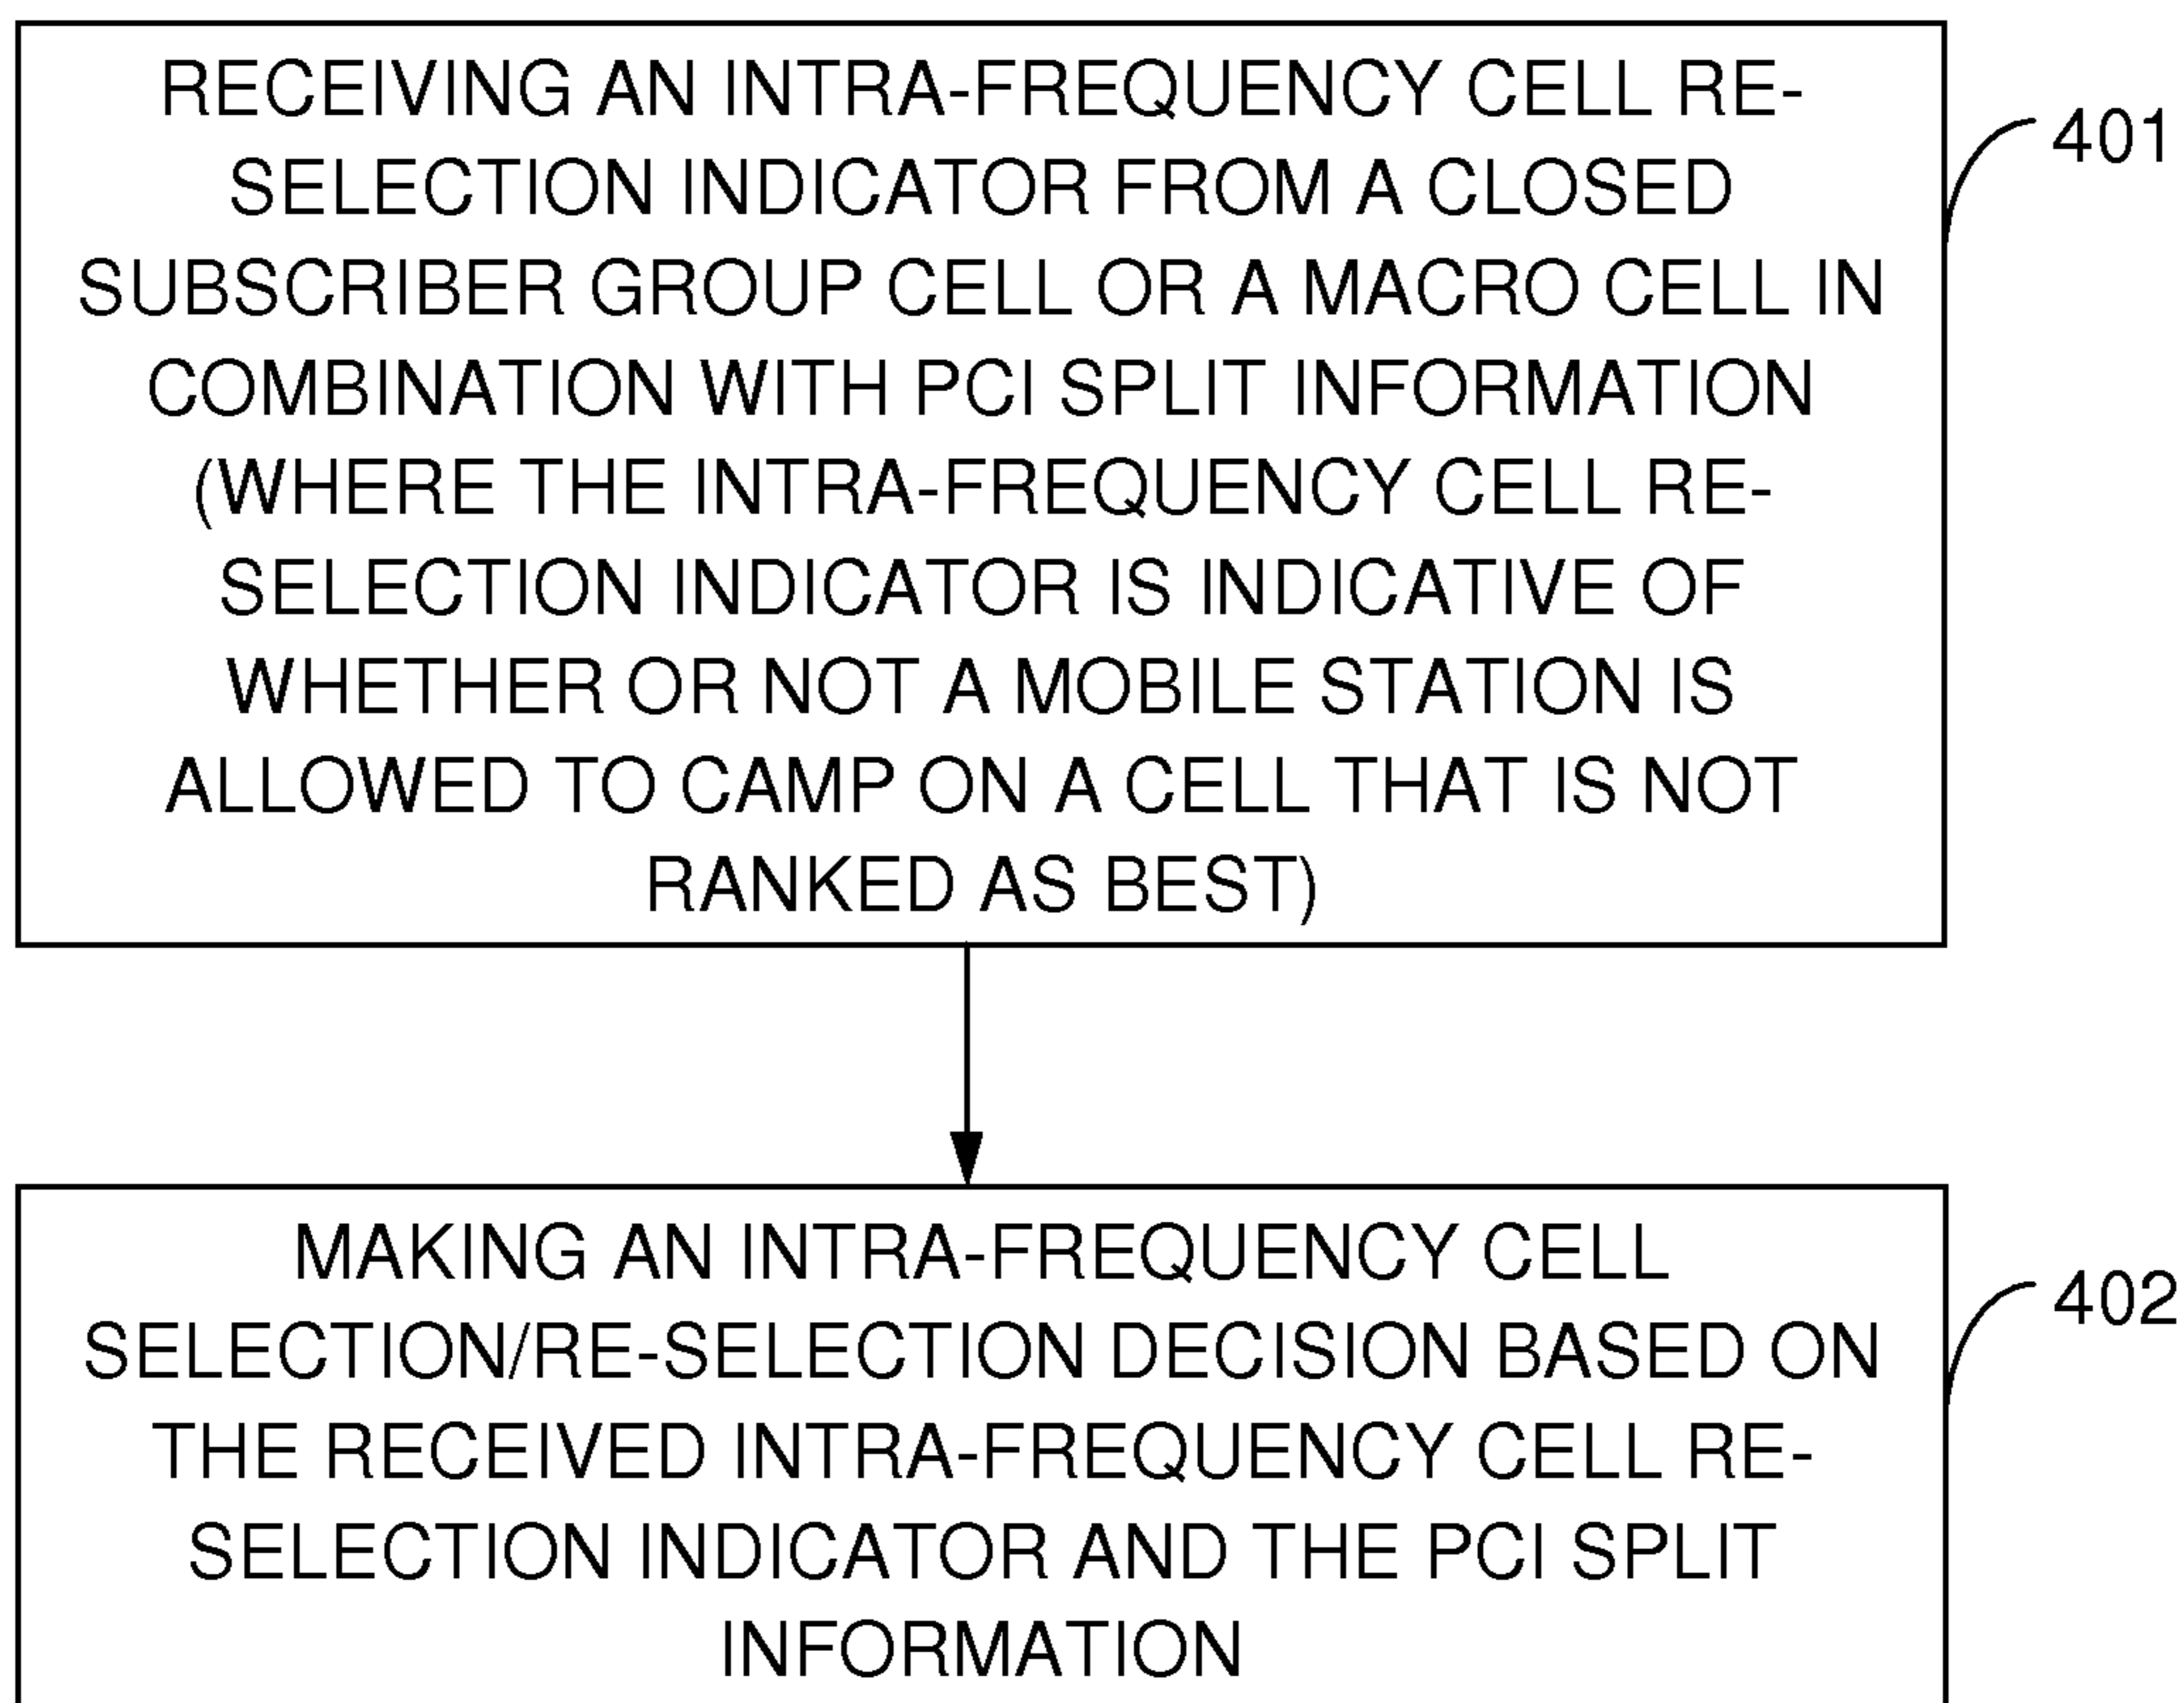 RECEIVING AN INTRA-FREQUENCY CELL RE-
SELECTION INDICATOR FROM A CLOSED
SUBSCRIBER GROUP CELL OR A MACRO CELL IN
COMBINATION WITH PCI SPLIT INFORMATION
(WHERE THE INTRA-FREQUENCY CELL RE-
SELECTION INDICATOR IS INDICATIVE OF
WHETHER OR NOT A MOBILE STATION IS
ALLOWED TO CAMP ON A CELL THAT IS NOT
RANKED AS BEST)
401
MAKING AN INTRA-FREQUENCY CELL
SELECTION/RE-SELECTION DECISION BASED ON
THE RECEIVED INTRA-FREQUENCY CELL RE-
SELECTION INDICATOR AND THE PCI SPLIT
INFORMATION
402